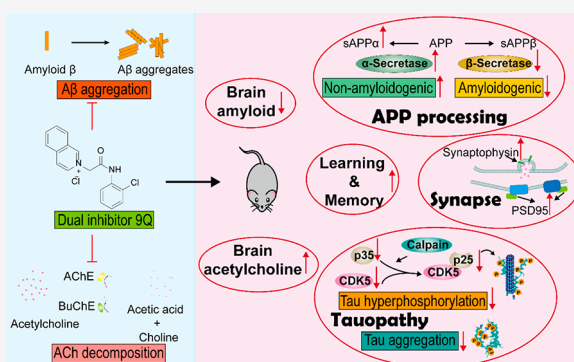 Amyloid β
Aβ aggregates
Aβ aggregation
N
+
Cl
O
N
H
Cl
Dual inhibitor 9Q
AChE
BuChE
Acetylcholine
Acetic acid
+
Choline
ACh decomposition
Brain
amyloid
Learning
&
Memory
Brain
acetylcholine
sAPPα
APP
sAPPβ
α-Secretase
β-Secretase
Non-amyloidogenic
Amyloidogenic
APP processing
Synaptophysin
Synapse
PSD95
p35
Calpain
p25
CDK5
CDK5
Tau hyperphosphorylation
Tauopathy
Tau aggregation